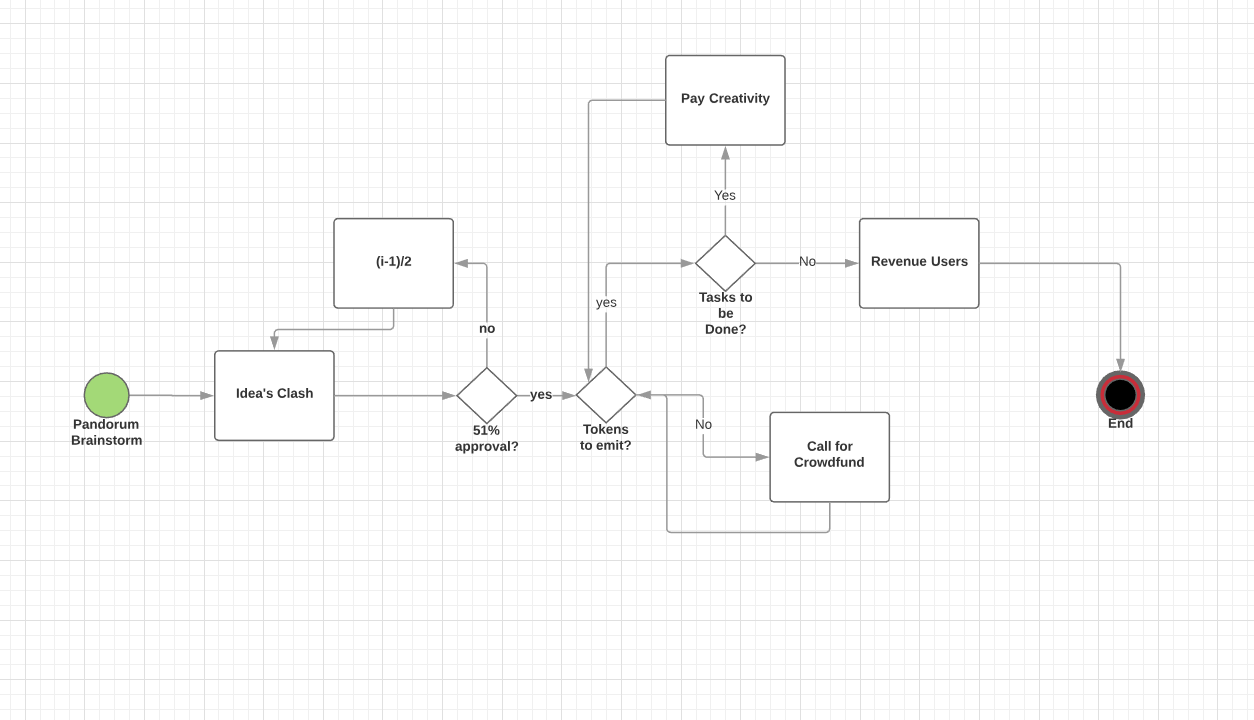 Pay Creativity
Yes
(i-1)/2
Revenue Users
No
Tasks to
be
Done?
yes
no
Idea's Clash
yes
Pandorum
Brainstorm
51%
approval?
Tokens
to emit?
No
Call for
Crowdfund
End